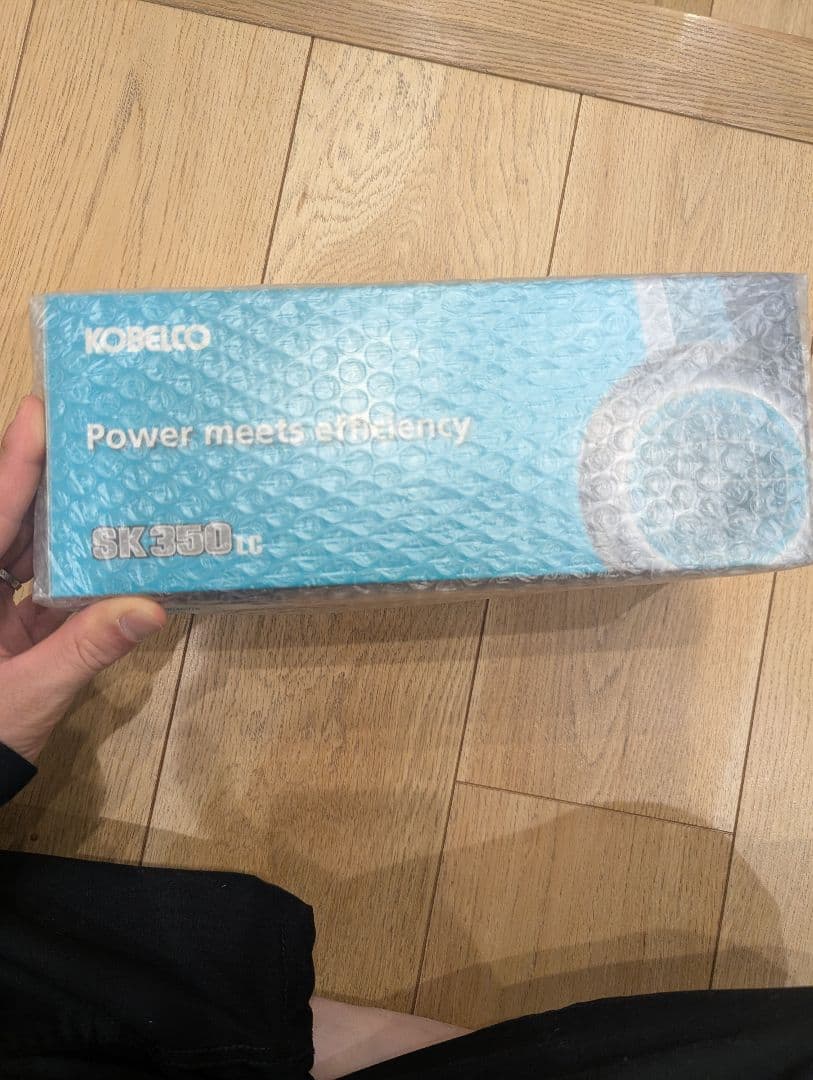 KOBELCO
Power meets efficiency
SK350LC